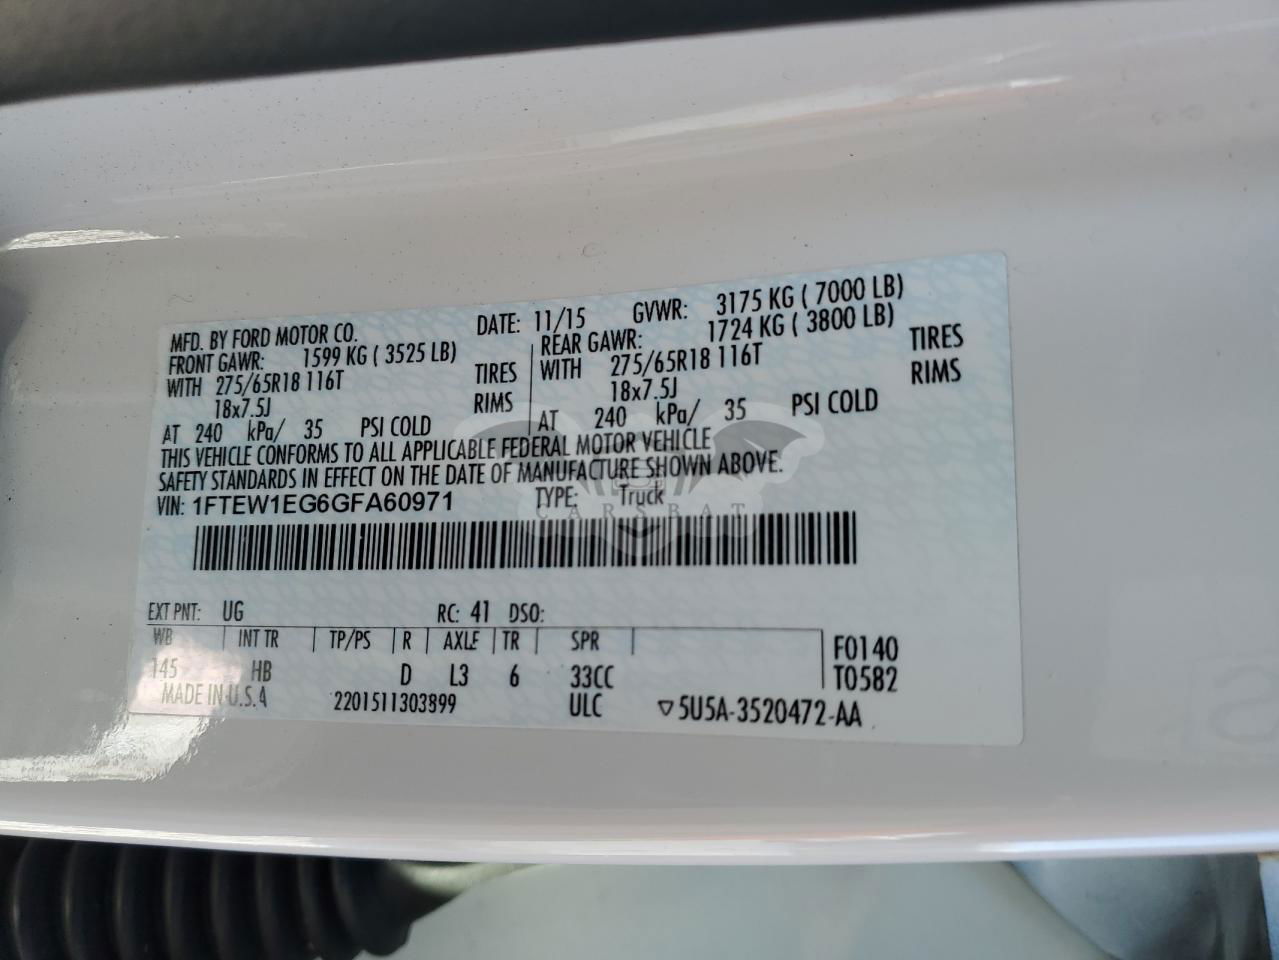 MFD. BY FORD MOTOR CO. DATE: 11/15 GVWR: 3175 KG ( 7000 LB)
FRONT GAWR: 1599 KG ( 3525 LB) REAR GAWR: 1724 KG ( 3800 LB)
WITH 275/65R18 116T TIRES WITH 275/65R18 116T TIRES
18x7.5J RIMS 18x7.5J RIMS
AT 240 kPa/ 35 PSI COLD AT 240 kPa/ 35 PSI COLD
THIS VEHICLE CONFORMS TO ALL APPLICABLE FEDERAL MOTOR VEHICLE
SAFETY STANDARDS IN EFFECT ON THE DATE OF MANUFACTURE SHOWN ABOVE.
VIN: 1FTEW1EG6GFA60971 TYPE: Truck
CARSBAT
EXT PNT: UG RC: 41 DSO:
WB INT TR TP/PS R AXLE TR SPR F0140
145 HB D L3 6 33CC T0582
MADE IN U.S.A 2201511303899 ULC ▽5U5A-3520472-AA